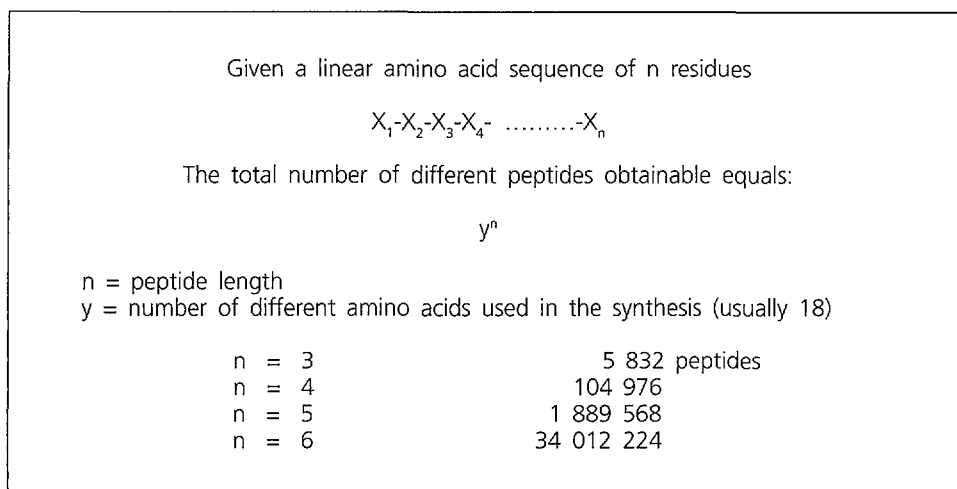 Given a linear amino acid sequence of n residues
X₁-X₂-X₃-X₄- .........-Xₙ
The total number of different peptides obtainable equals:
yⁿ
n = peptide length
y = number of different amino acids used in the synthesis (usually 18)
n = 3 5 832 peptides
n = 4 104 976
n = 5 1 889 568
n = 6 34 012 224